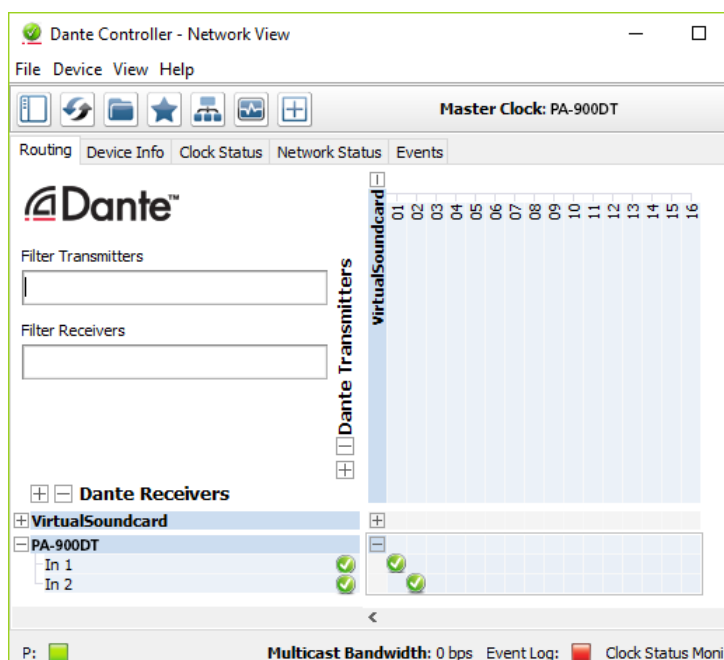 Dante Controller - Network View
File Device View Help
Master Clock: PA-900DT
Routing Device Info Clock Status Network Status Events
Dante™
Filter Transmitters
Filter Receivers
Dante Transmitters
VirtualSoundcard
01 02 03 04 05 06 07 08 09 10 11 12 13 14 15 16
Dante Receivers
VirtualSoundcard
PA-900DT
In 1
In 2
P: Multicast Bandwidth: 0 bps Event Log: Clock Status Moni